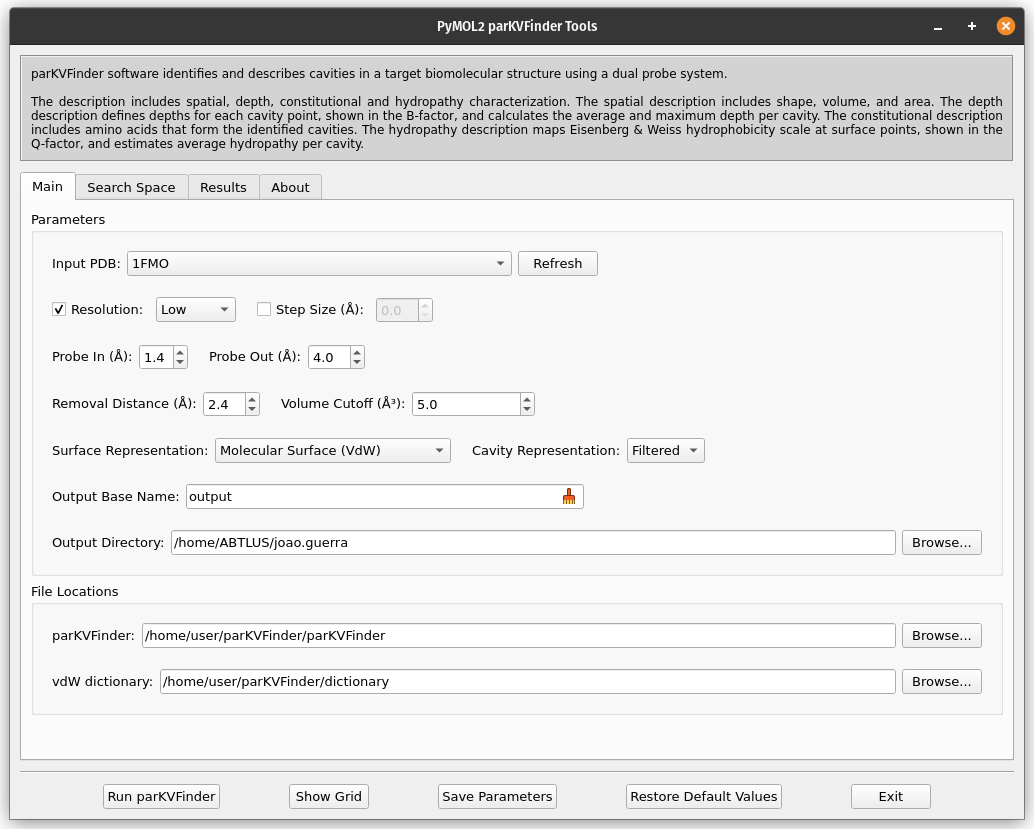 PyMOL2 parKVFinder Tools
parKVFinder software identifies and describes cavities in a target biomolecular structure using a dual probe system.
The description includes spatial, depth, constitutional and hydropathy characterization. The spatial description includes shape, volume, and area. The depth
description defines depths for each cavity point, shown in the B-factor, and calculates the average and maximum depth per cavity. The constitutional description
includes amino acids that form the identified cavities. The hydropathy description maps Eisenberg & Weiss hydrophobicity scale at surface points, shown in the
Q-factor, and estimates average hydropathy per cavity.
Main Search Space Results About
Parameters
Input PDB: 1FMO Refresh
Resolution: Low Step Size (Å): 0.0
Probe In (Å): 1.4 Probe Out (Å): 4.0
Removal Distance (Å): 2.4 Volume Cutoff (Å³): 5.0
Surface Representation: Molecular Surface (VdW) Cavity Representation: Filtered
Output Base Name: output
Output Directory: /home/ABTLUS/joao.guerra Browse...
File Locations
parKVFinder: /home/user/parKVFinder/parKVFinder Browse...
vdW dictionary: /home/user/parKVFinder/dictionary Browse...
Run parKVFinder Show Grid Save Parameters Restore Default Values Exit